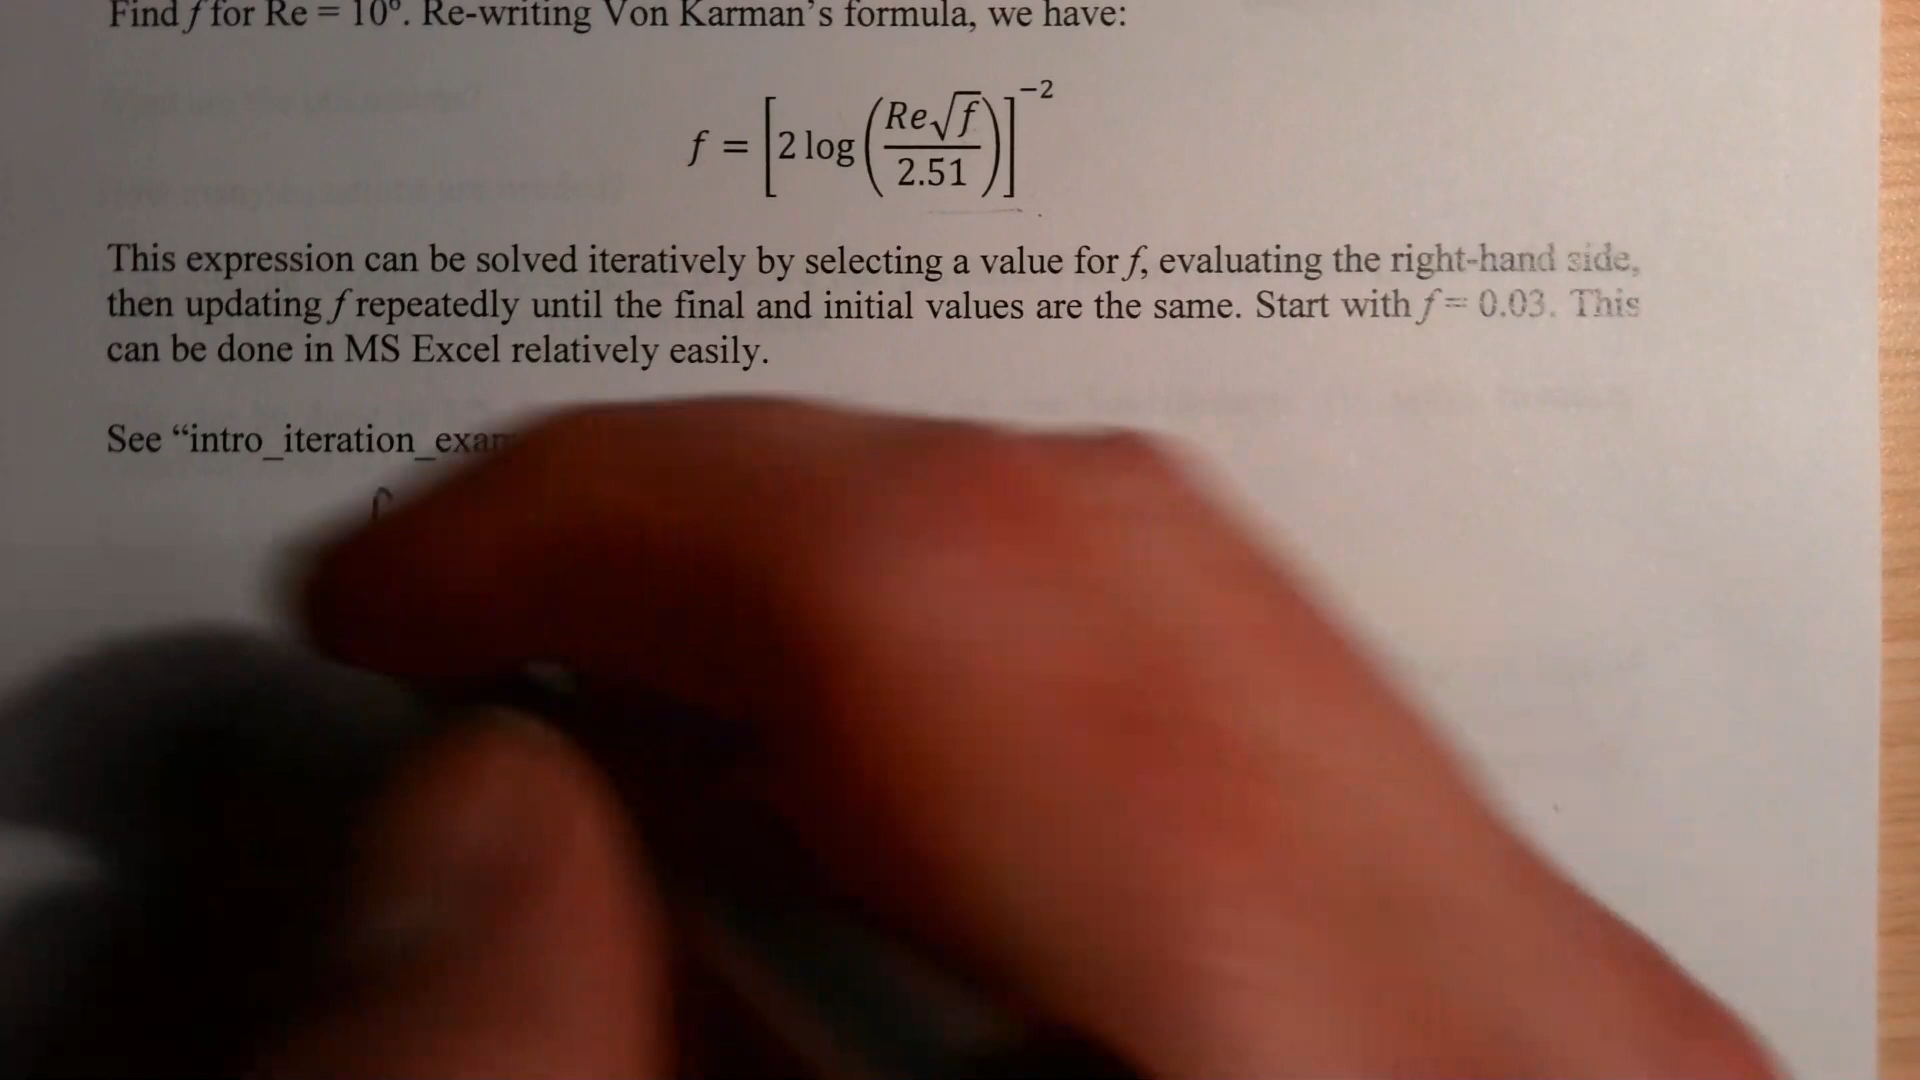 Find f for Re = 10⁶. Re-writing Von Karman's formula, we have:
f = [2 log (Re√f / 2.51)]⁻²
This expression can be solved iteratively by selecting a value for f, evaluating the right-hand side,
then updating f repeatedly until the final and initial values are the same. Start with f = 0.03. This
can be done in MS Excel relatively easily.
See “intro_iteration_exam